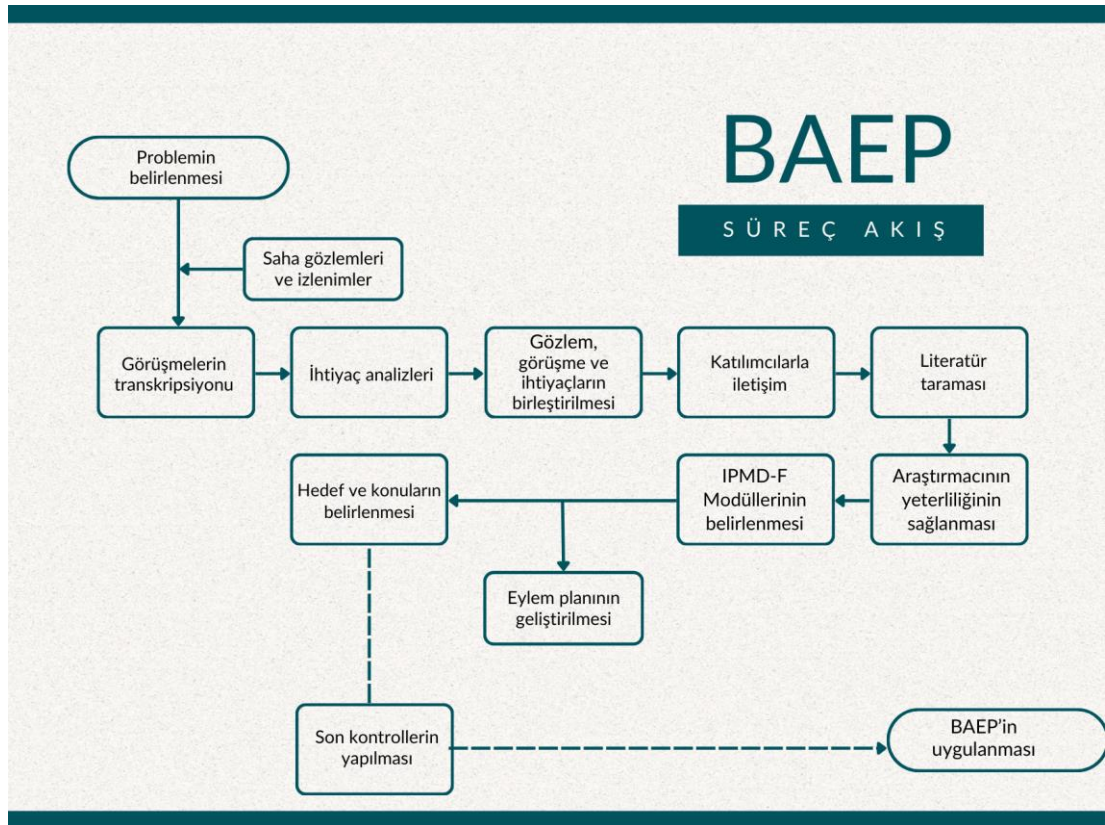 BAEP
SÜREÇ AKIŞ
Problemin
belirlenmesi
Saha gözlemleri
ve izlenimler
Görüşmelerin
transkripsiyonu
İhtiyaç analizleri
Gözlem,
görüşme ve
ihtiyaçların
birleştirilmesi
Katılımcılarla
iletişim
Literatür
taraması
Araştırmacının
yeterliliğinin
sağlanması
IPMD-F
Modüllerinin
belirlenmesi
Hedef ve konuların
belirlenmesi
Eylem planının
geliştirilmesi
Son kontrollerin
yapılması
BAEP’in
uygulanması